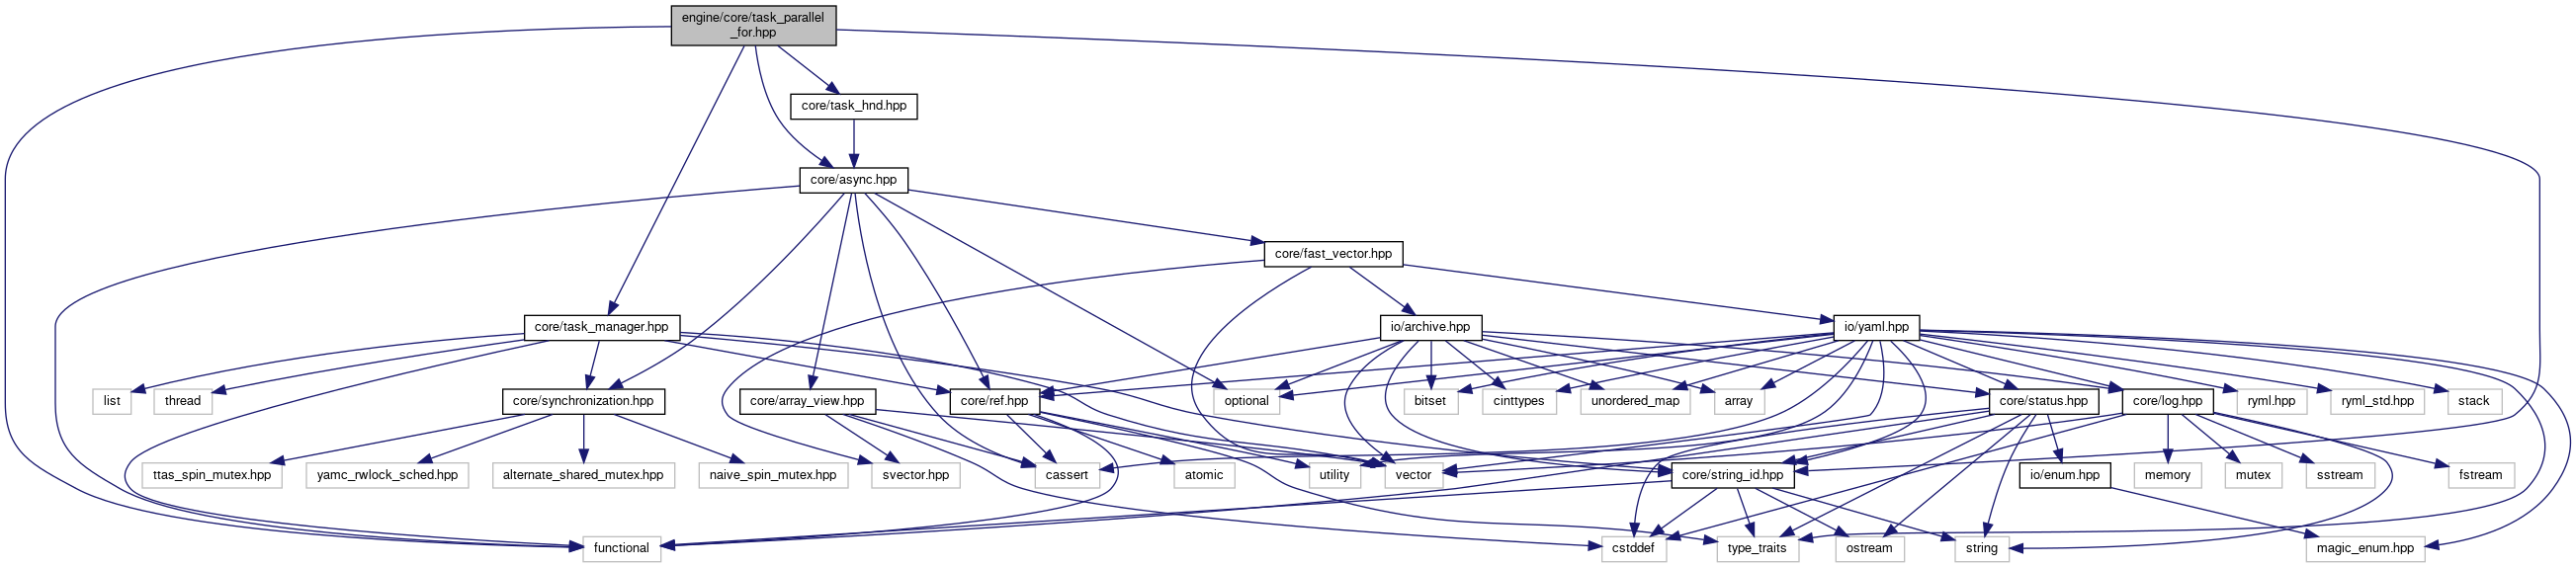 engine/core/task_parallel
_for.hpp
core/task_hnd.hpp
core/async.hpp
core/fast_vector.hpp
core/task_manager.hpp
io/archive.hpp
io/yaml.hpp
list
thread
core/synchronization.hpp
core/array_view.hpp
core/ref.hpp
optional
bitset
cinttypes
unordered_map
array
core/status.hpp
core/log.hpp
ryml.hpp
ryml_std.hpp
stack
ttas_spin_mutex.hpp
yamc_rwlock_sched.hpp
alternate_shared_mutex.hpp
naive_spin_mutex.hpp
svector.hpp
cassert
atomic
utility
vector
core/string_id.hpp
io/enum.hpp
memory
mutex
sstream
fstream
functional
cstddef
type_traits
ostream
string
magic_enum.hpp